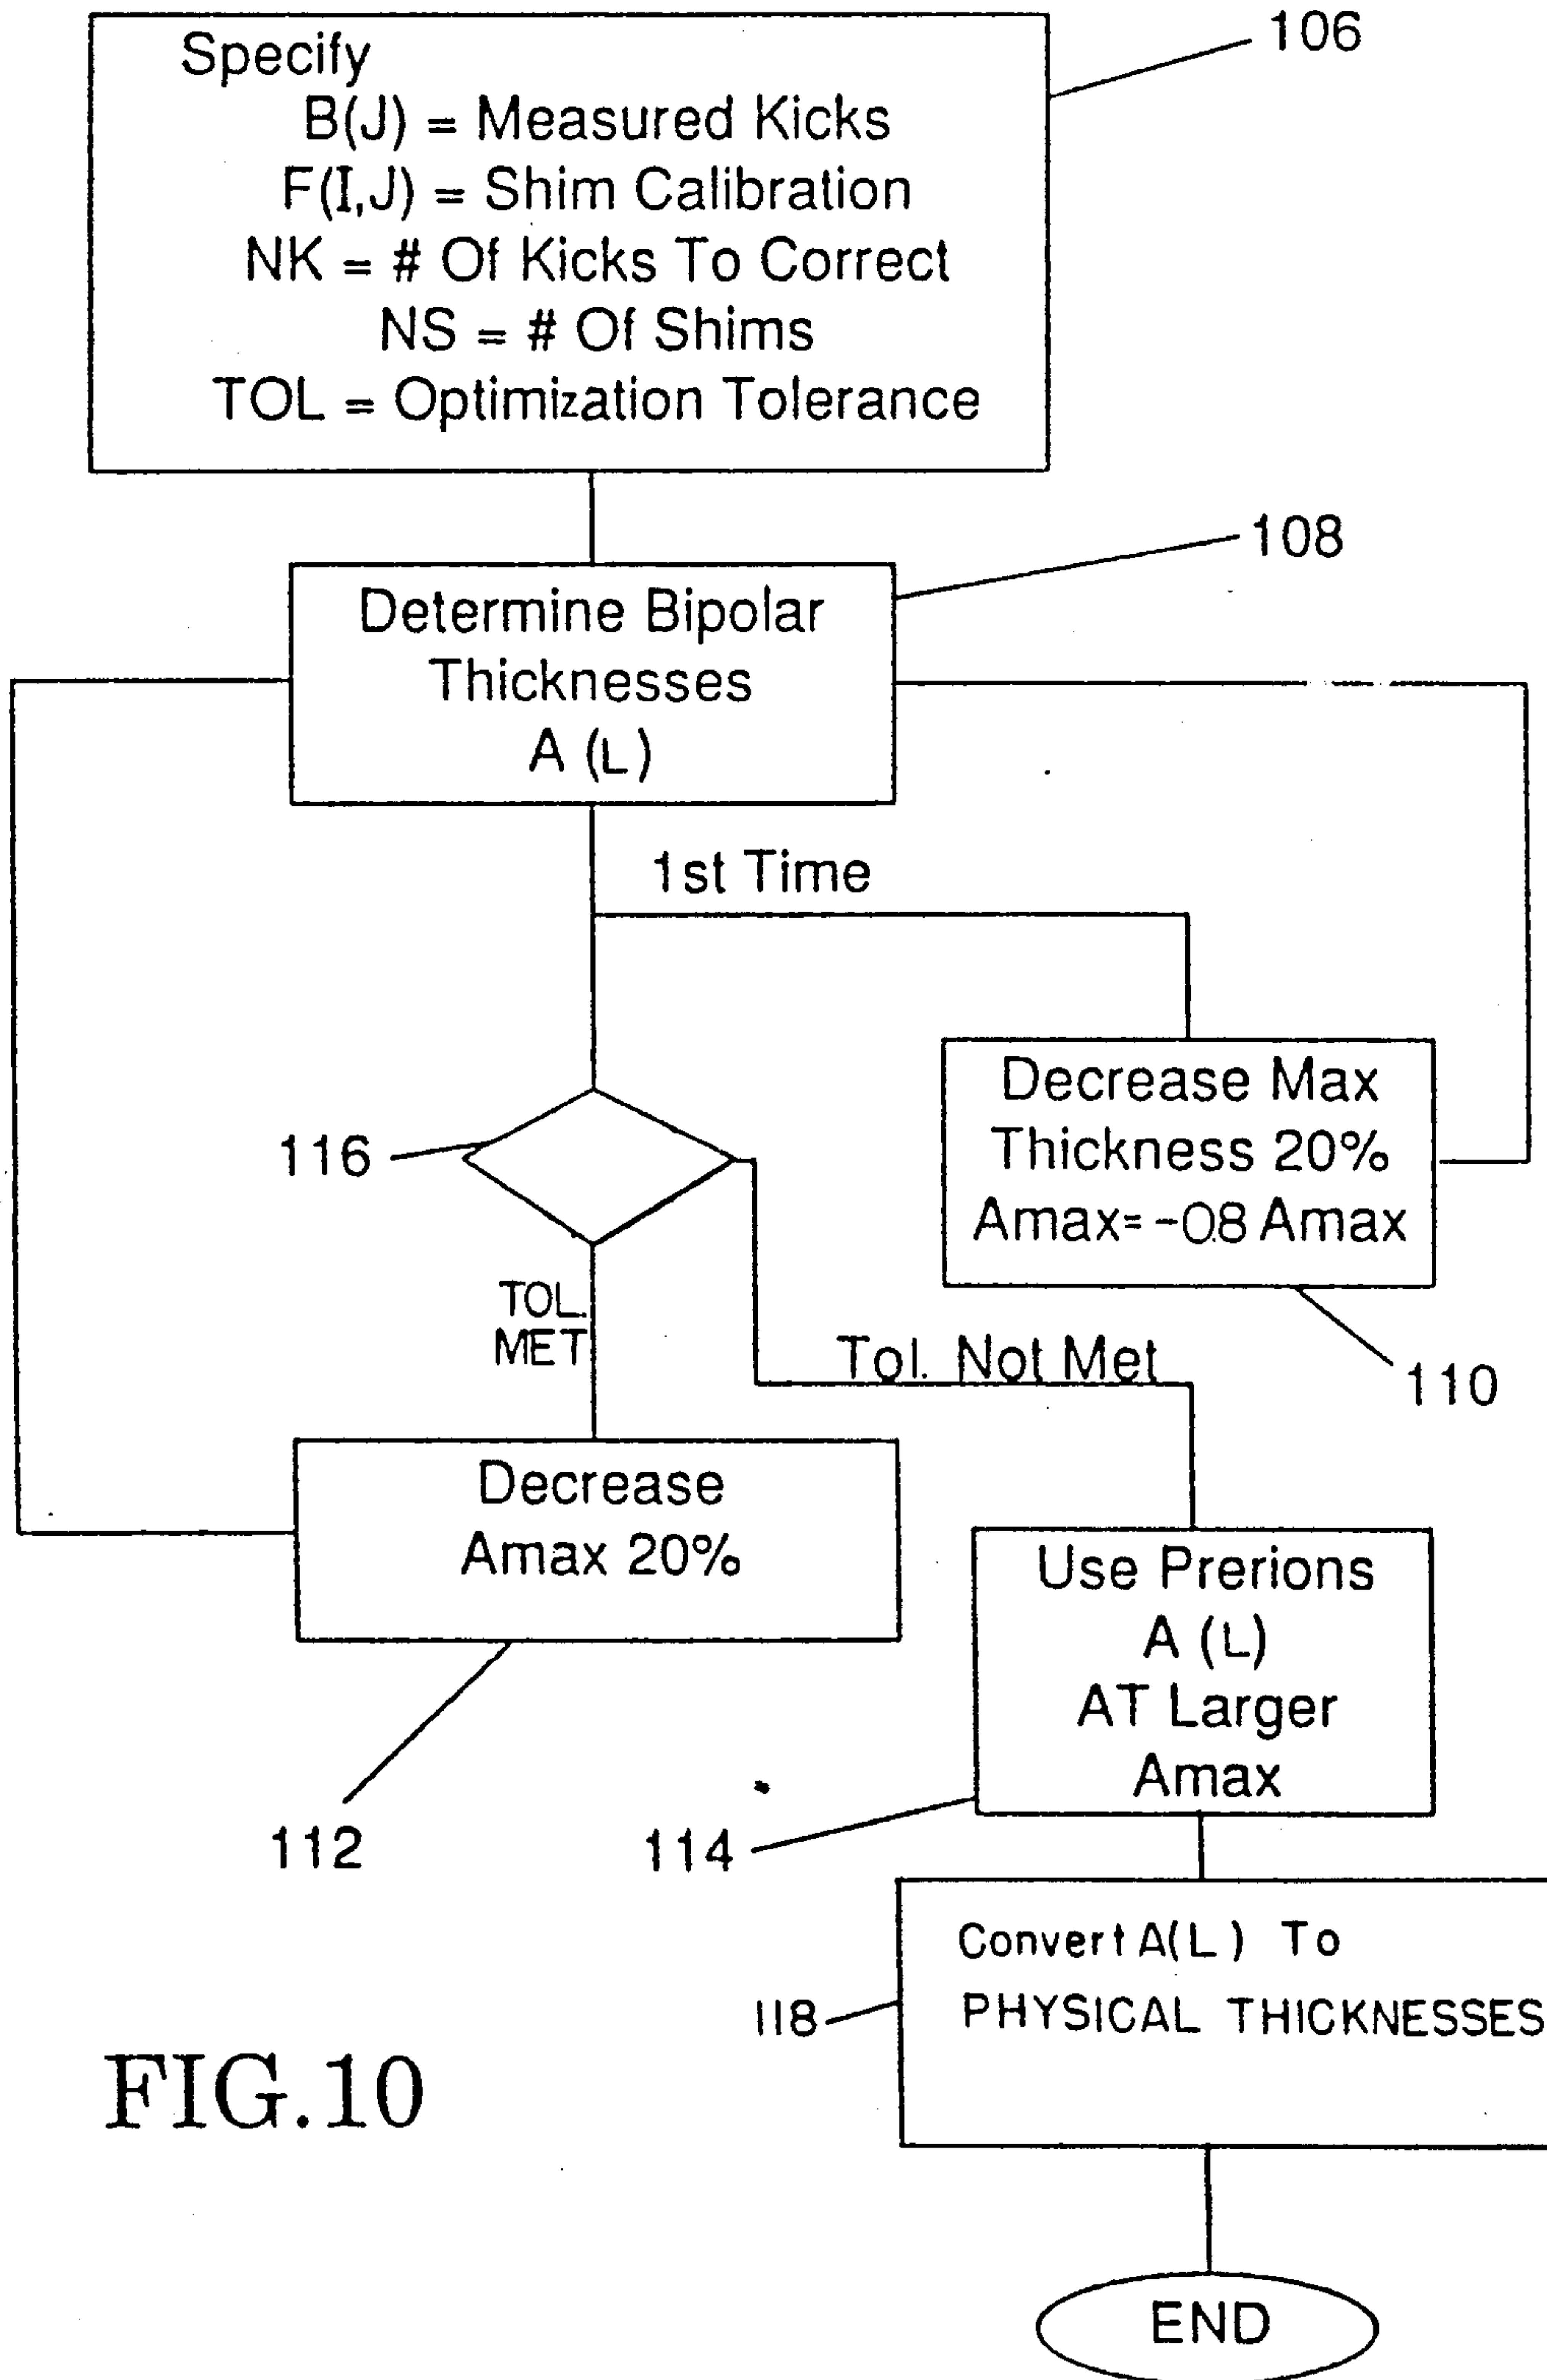 Specify
B(J) = Measured Kicks
F(I,J) = Shim Calibration
NK = # Of Kicks To Correct
NS = # Of Shims
TOL = Optimization Tolerance
106
Determine Bipolar
Thicknesses
A (L)
108
1st Time
116
Decrease Max
Thickness 20%
Amax= -0.8 Amax
110
TOL.
MET
Tol. Not Met
Decrease
Amax 20%
112
Use Prerions
A (L)
AT Larger
Amax
114
Convert A(L) To
PHYSICAL THICKNESSES
118
FIG.10
END